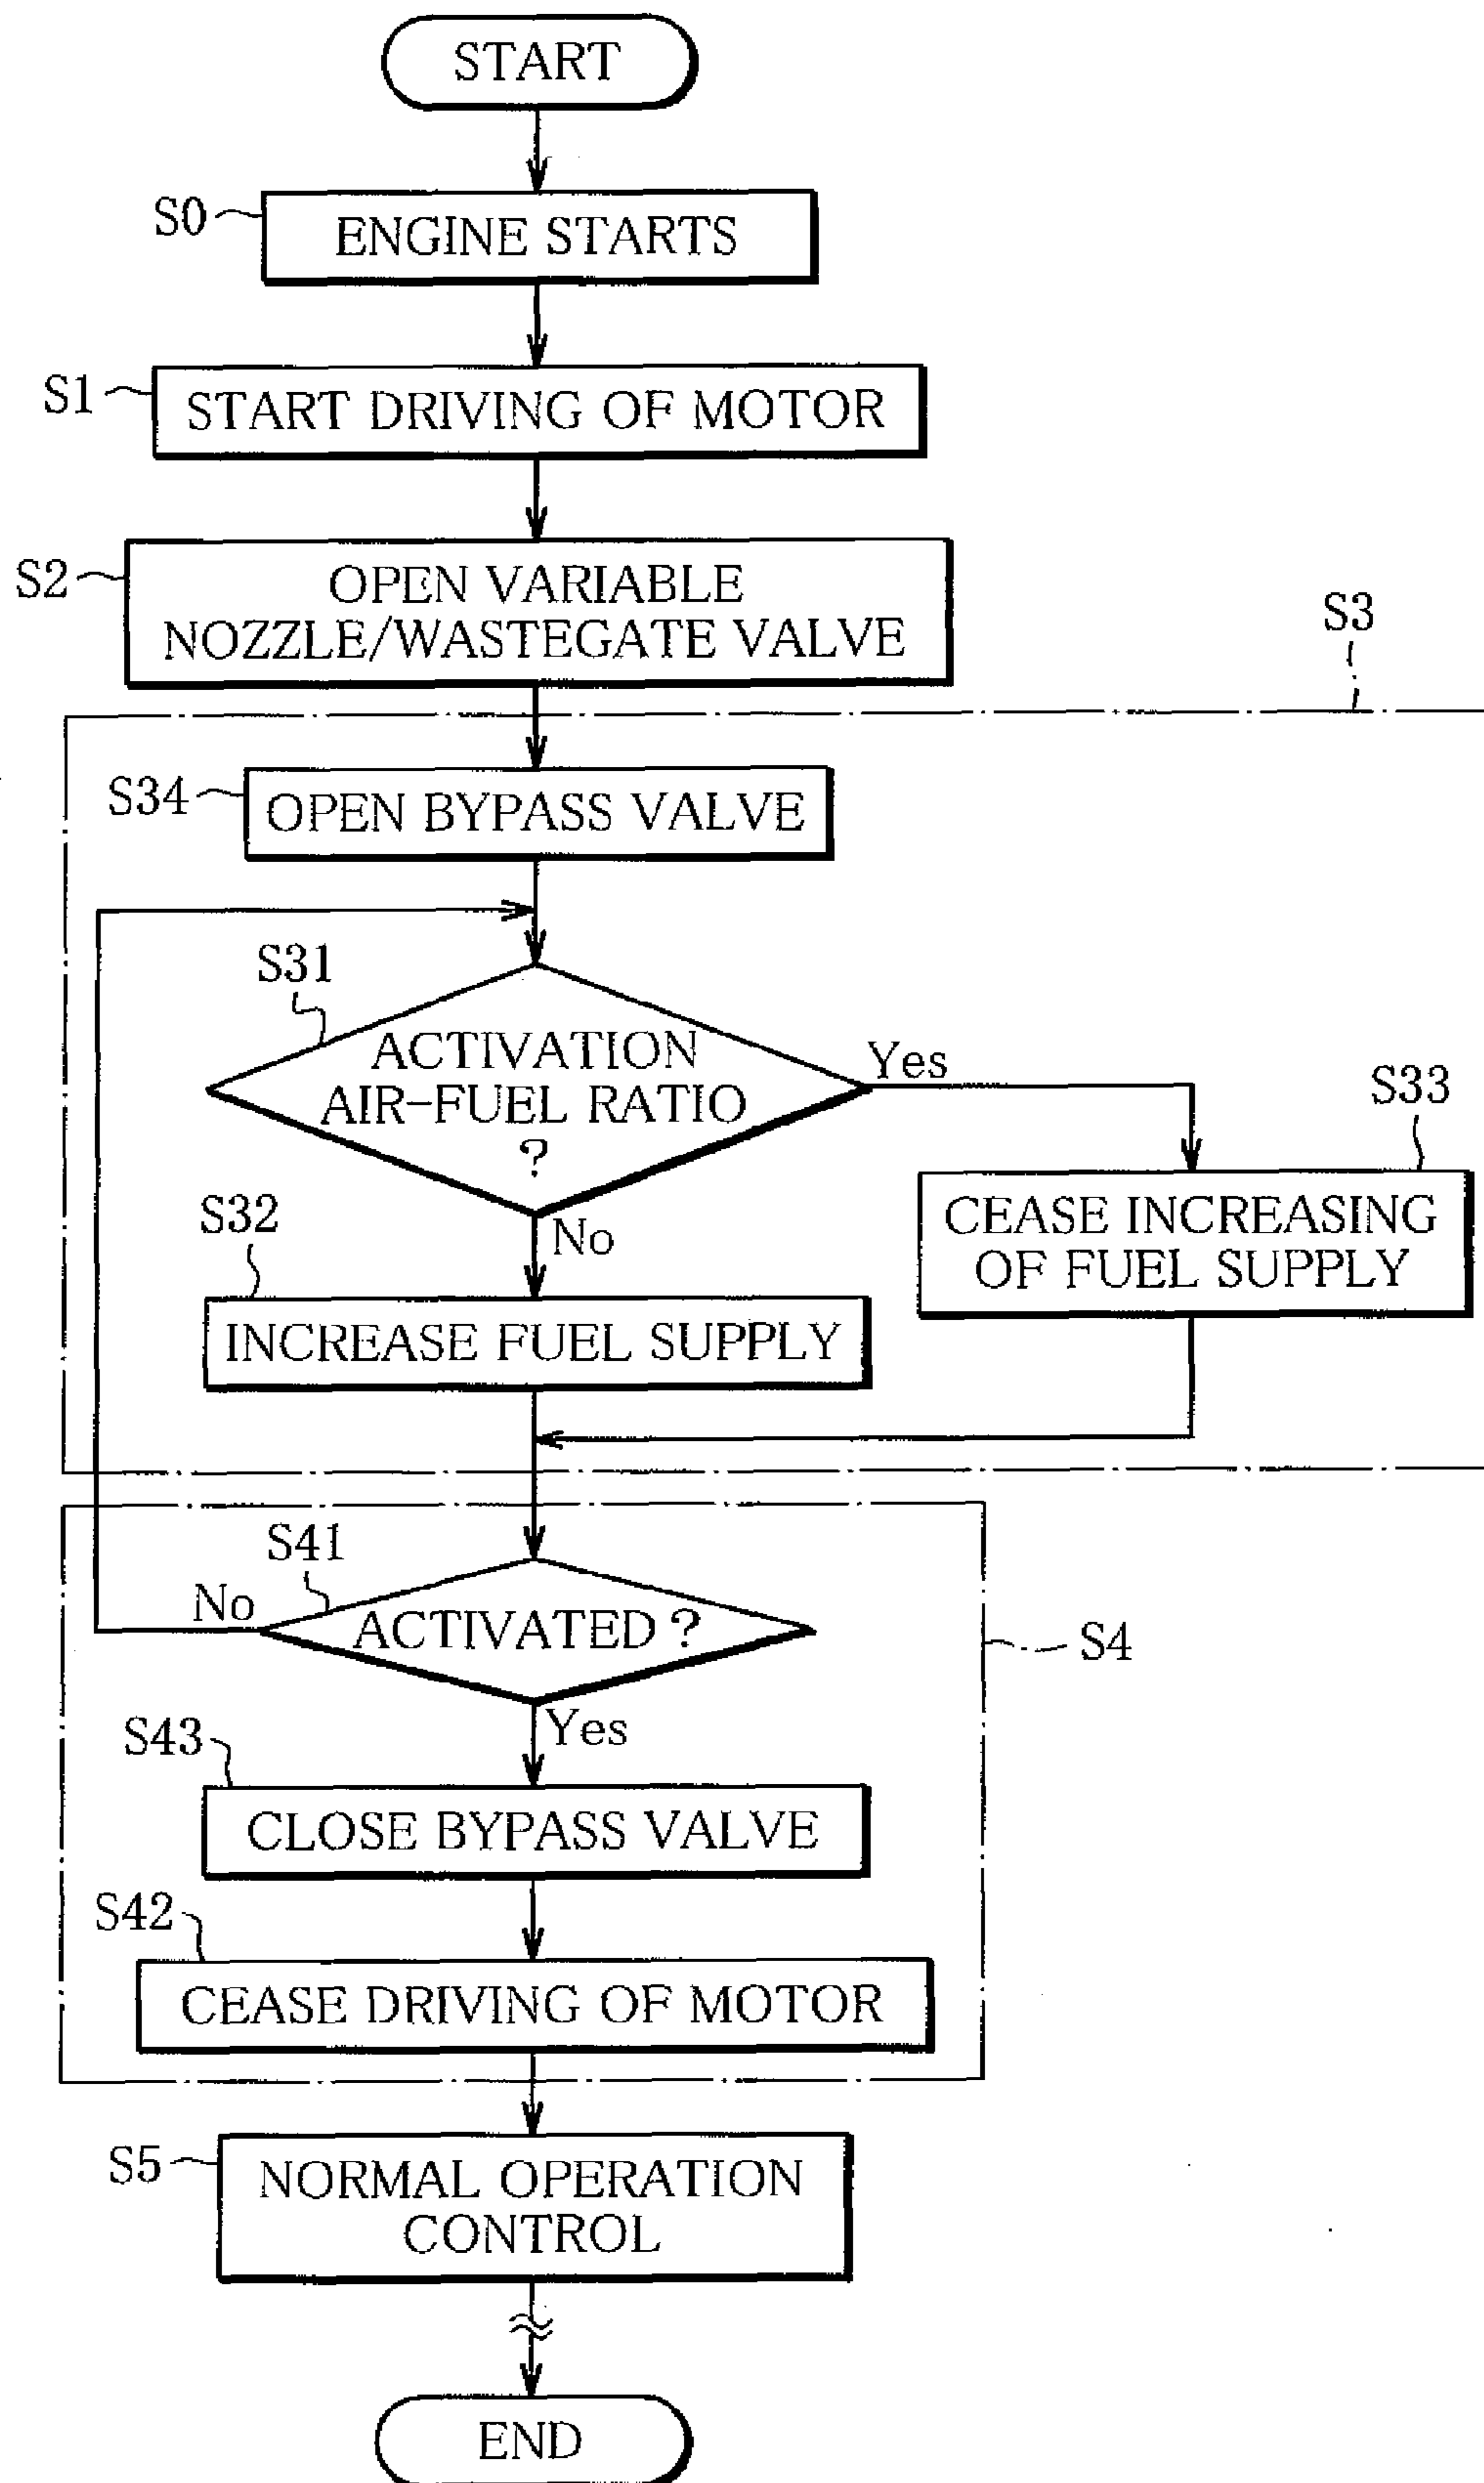 START
S0
ENGINE STARTS
S1
START DRIVING OF MOTOR
S2
OPEN VARIABLE
NOZZLE/WASTEGATE VALVE
S3
S34
OPEN BYPASS VALVE
S31
ACTIVATION
AIR-FUEL RATIO
?
Yes
S33
CEASE INCREASING
OF FUEL SUPPLY
No
S32
INCREASE FUEL SUPPLY
S41
No
ACTIVATED ?
S4
Yes
S43
CLOSE BYPASS VALVE
S42
CEASE DRIVING OF MOTOR
S5
NORMAL OPERATION
CONTROL
END